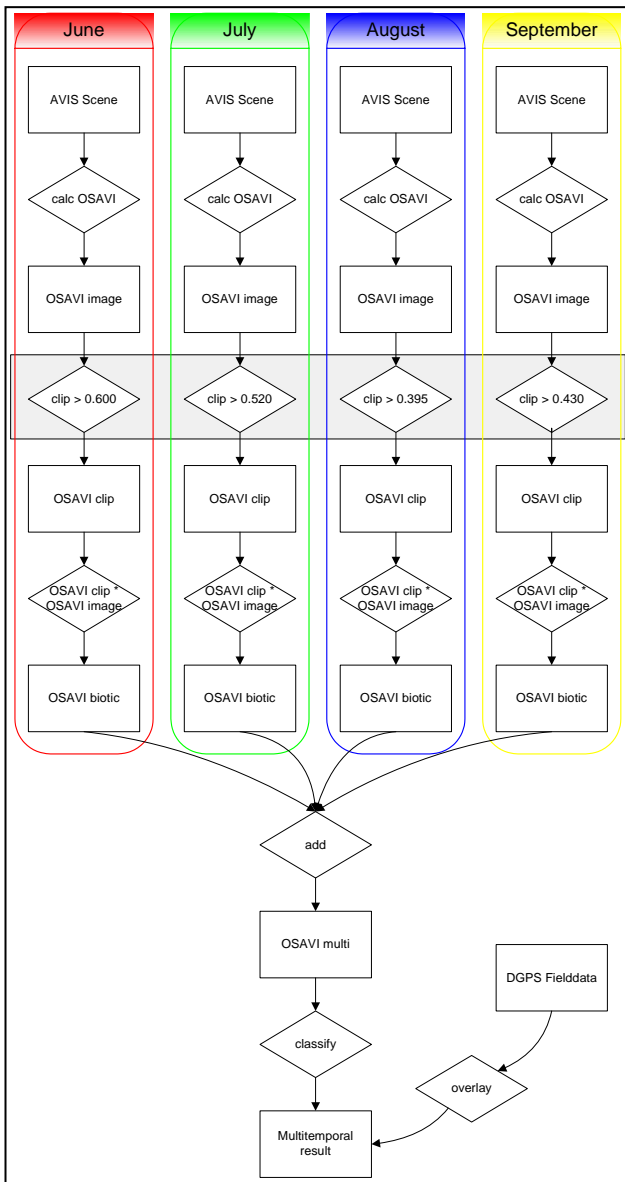 June July August September
AVIS Scene AVIS Scene AVIS Scene AVIS Scene
calc OSAVI calc OSAVI calc OSAVI calc OSAVI
OSAVI image OSAVI image OSAVI image OSAVI image
clip > 0.600 clip > 0.520 clip > 0.395 clip > 0.430
OSAVI clip OSAVI clip OSAVI clip OSAVI clip
OSAVI clip * OSAVI clip * OSAVI clip * OSAVI clip *
OSAVI image OSAVI image OSAVI image OSAVI image
OSAVI biotic OSAVI biotic OSAVI biotic OSAVI biotic
add
OSAVI multi
DGPS Fielddata
classify
overlay
Multitemporal
result